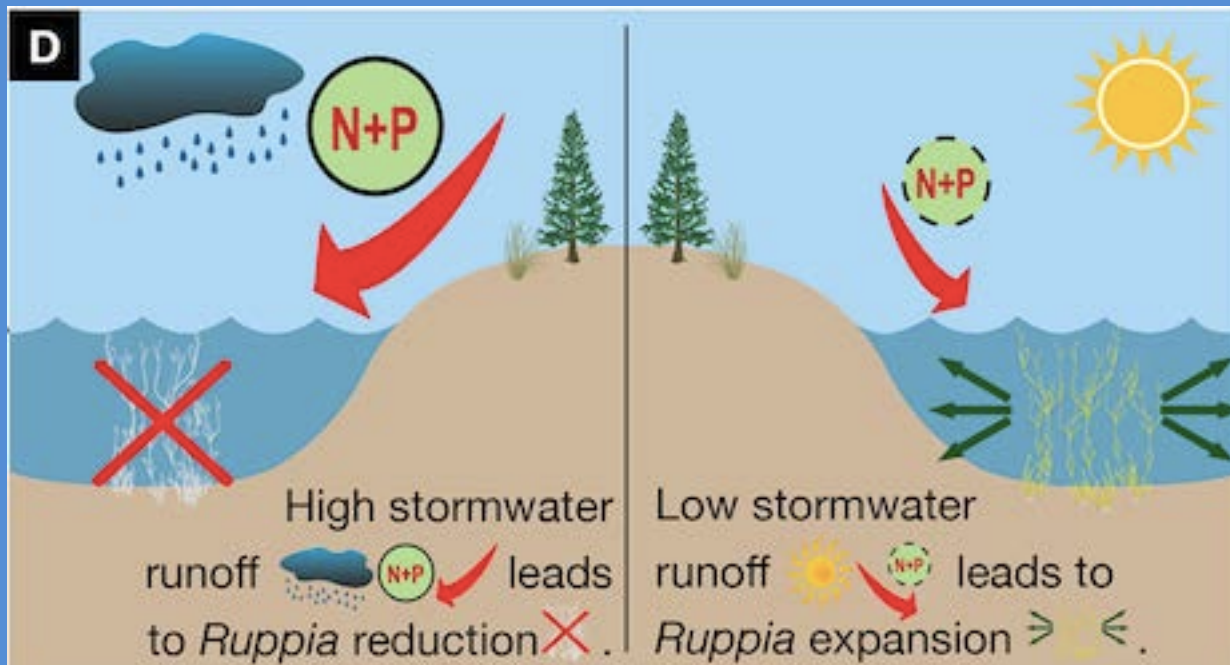 D
N+P
N+P
High stormwater
runoff N+P leads
to Ruppia reduction .
Low stormwater
runoff N+P leads to
Ruppia expansion .